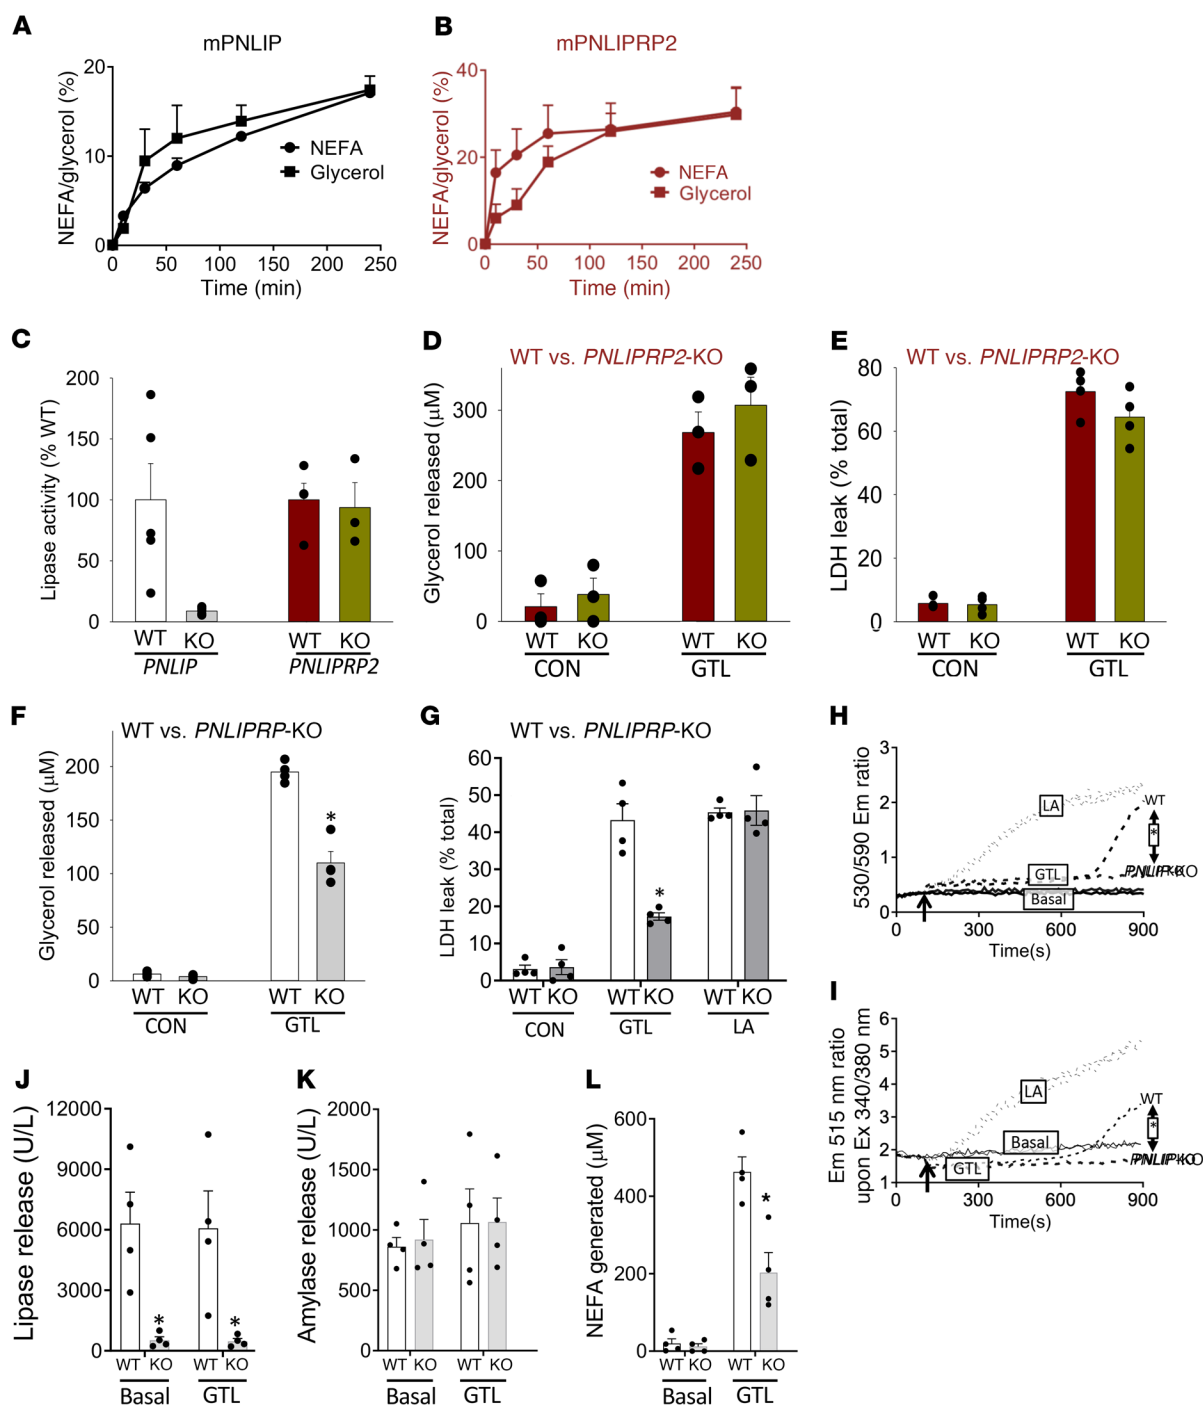 A
mPNLIP
NEFA/glycerol (%)
20
10
0
NEFA
Glycerol
0 50 100 150 200 250
Time (min)
B
mPNLIPRP2
NEFA/glycerol (%)
40
20
0
NEFA
Glycerol
0 50 100 150 200 250
Time (min)
C
Lipase activity (% WT)
200
150
100
50
0
WT KO WT KO
PNLIP PNLIPRP2
D
WT vs. PNLIPRP2-KO
Glycerol released (µM)
300
200
100
0
WT KO WT KO
CON GTL
E
WT vs. PNLIPRP2-KO
LDH leak (% total)
80
60
40
20
0
WT KO WT KO
CON GTL
F
WT vs. PNLIPRP-KO
Glycerol released (µM)
200
150
100
50
0
*
WT KO WT KO
CON GTL
G
WT vs. PNLIPRP-KO
LDH leak (% total)
60
50
40
30
20
10
0
*
WT KO WT KO WT KO
CON GTL LA
H
530/590 Em ratio
3
2
1
0
LA
WT
*
GTL
Basal
0 300 600 900
Time(s)
I
Em 515 nm ratio
upon Ex 340/380 nm
6
5
4
3
2
1
LA
WT
*
Basal
GTL
0 300 600 900
Time(s)
J
Lipase release (U/L)
12000
9000
6000
3000
0
* *
WT KO WT KO
Basal GTL
K
Amylase release (U/L)
2000
1500
1000
500
0
WT KO WT KO
Basal GTL
L
NEFA generated (µM)
600
400
200
0
*
WT KO WT KO
Basal GTL